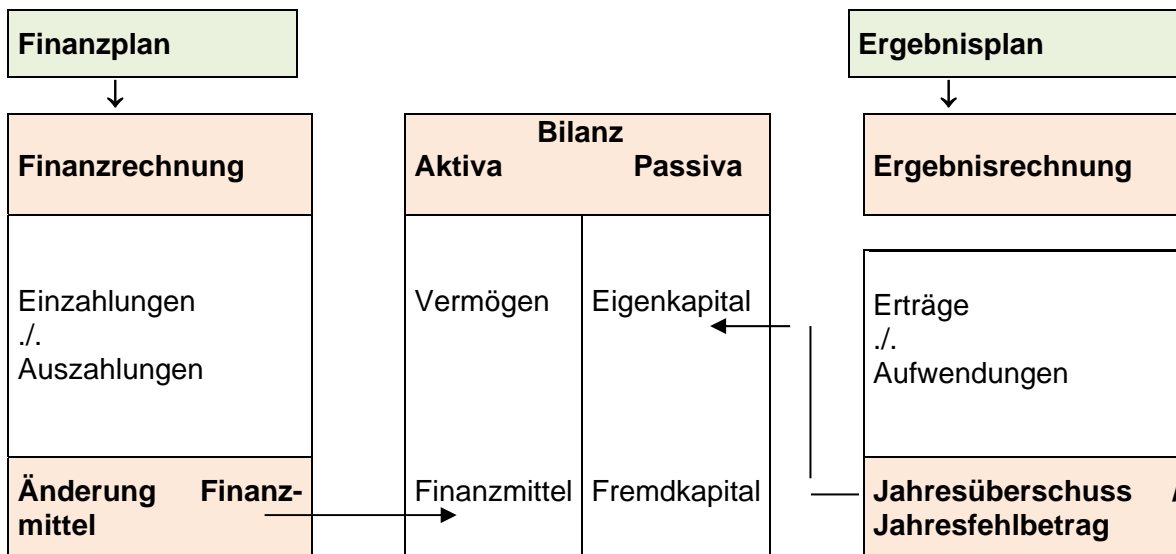 Finanzplan
Ergebnisplan
Finanzrechnung
Bilanz
Aktiva Passiva
Ergebnisrechnung
Einzahlungen
./.
Auszahlungen
Vermögen
Eigenkapital
Erträge
./.
Aufwendungen
Änderung Finanz-
mittel
Finanzmittel
Fremdkapital
Jahresüberschuss
Jahresfehlbetrag